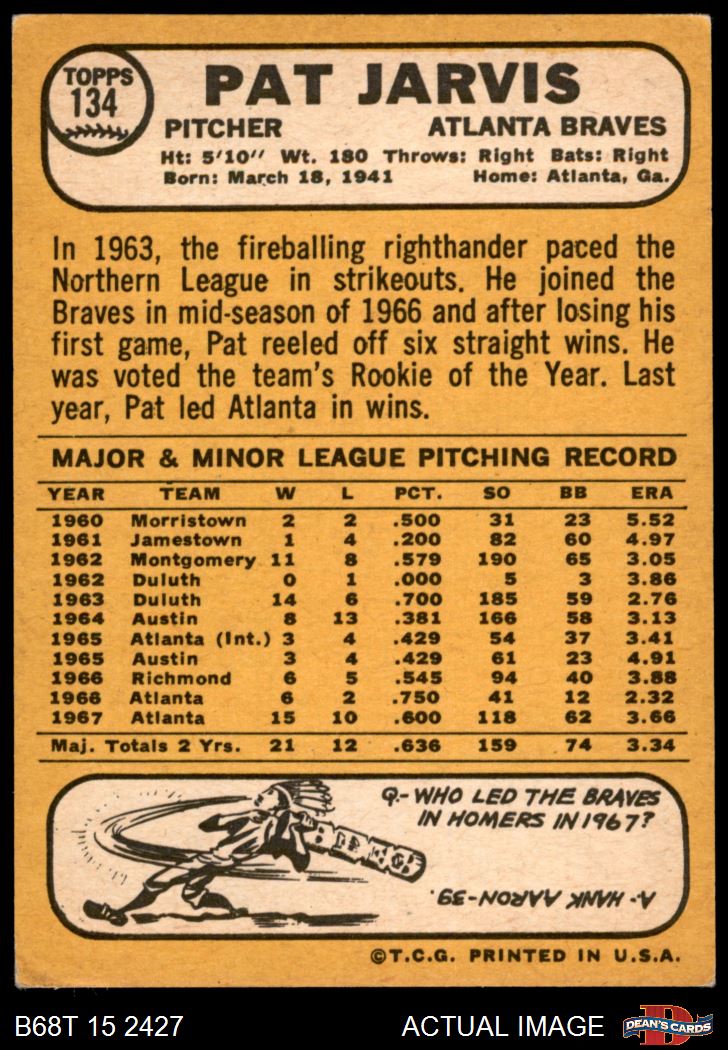 TOPPS
134
PAT JARVIS
PITCHER ATLANTA BRAVES
Ht: 5'10" Wt. 180 Throws: Right Bats: Right
Born: March 18, 1941 Home: Atlanta, Ga.
In 1963, the fireballing righthander paced the
Northern League in strikeouts. He joined the
Braves in mid-season of 1966 and after losing his
first game, Pat reeled off six straight wins. He
was voted the team's Rookie of the Year. Last
year, Pat led Atlanta in wins.
MAJOR & MINOR LEAGUE PITCHING RECORD
YEAR TEAM W L PCT. SO BB ERA
1960 Morristown 2 2 .500 31 23 5.52
1961 Jamestown 1 4 .200 82 60 4.97
1962 Montgomery 11 8 .579 190 65 3.05
1962 Duluth 0 1 .000 5 3 3.86
1963 Duluth 14 6 .700 185 59 2.76
1964 Austin 8 13 .381 166 58 3.13
1965 Atlanta (Int.) 3 4 .429 54 37 3.41
1965 Austin 3 4 .429 61 23 4.91
1966 Richmond 6 5 .545 94 40 3.88
1966 Atlanta 6 2 .750 41 12 2.32
1967 Atlanta 15 10 .600 118 62 3.66
Maj. Totals 2 Yrs. 21 12 .636 159 74 3.34
Q-WHO LED THE BRAVES
IN HOMERS IN 1967?
A- HANK AARON-39.
©T.C.G. PRINTED IN U.S.A.
B68T 15 2427 ACTUAL IMAGE
D
DEAN'S CARDS